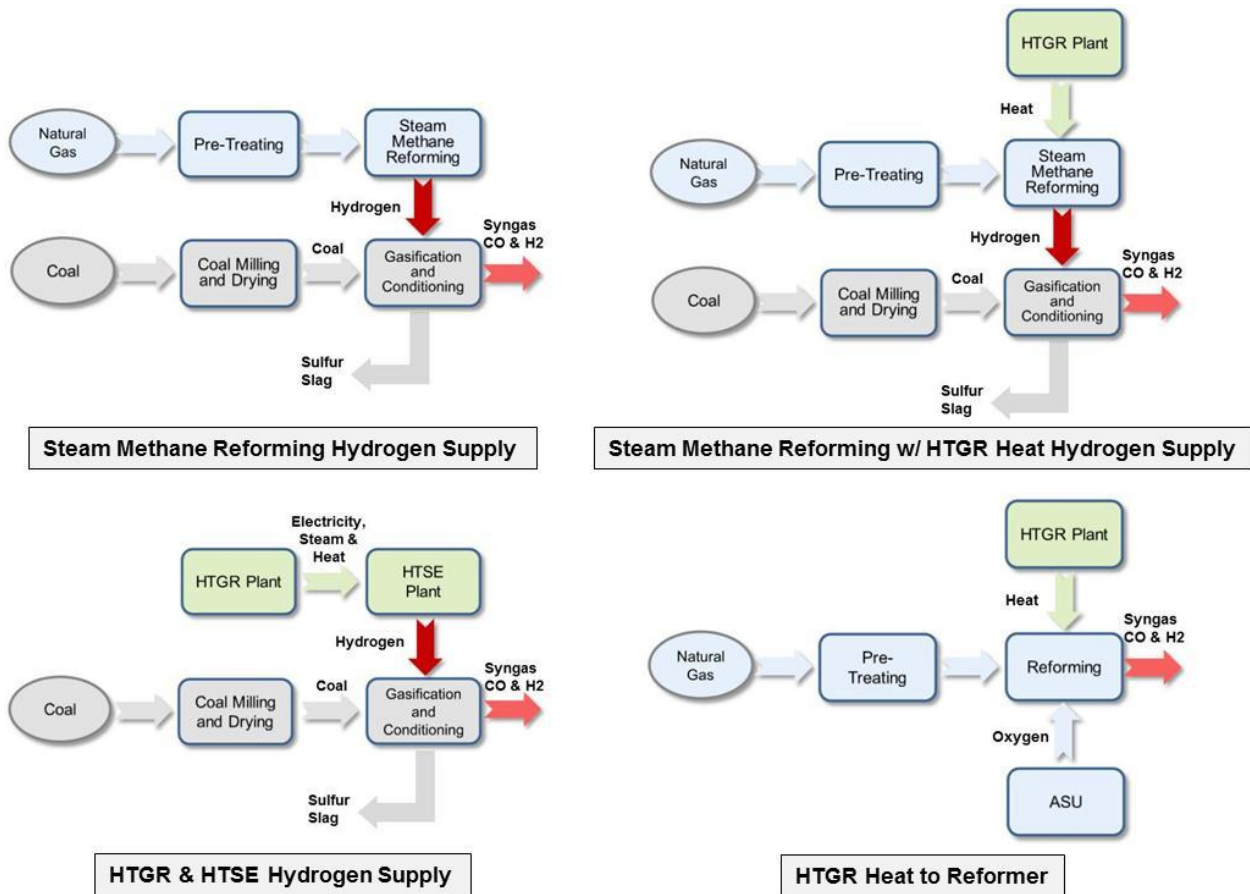 Natural
Gas
Pre-Treating
Steam
Methane
Reforming
Hydrogen
Syngas
CO & H2
Coal
Coal Milling
and Drying
Coal
Gasification
and
Conditioning
Sulfur
Slag
Steam Methane Reforming Hydrogen Supply
HTGR Plant
Heat
Natural
Gas
Pre-Treating
Steam
Methane
Reforming
Hydrogen
Syngas
CO & H2
Coal
Coal Milling
and Drying
Coal
Gasification
and
Conditioning
Sulfur
Slag
Steam Methane Reforming w/ HTGR Heat Hydrogen Supply
Electricity,
Steam &
Heat
HTGR Plant
HTSE
Plant
Hydrogen
Syngas
CO & H2
Coal
Coal Milling
and Drying
Coal
Gasification
and
Conditioning
Sulfur
Slag
HTGR & HTSE Hydrogen Supply
HTGR Plant
Heat
Syngas
CO & H2
Natural
Gas
Pre-
Treating
Reforming
Oxygen
ASU
HTGR Heat to Reformer